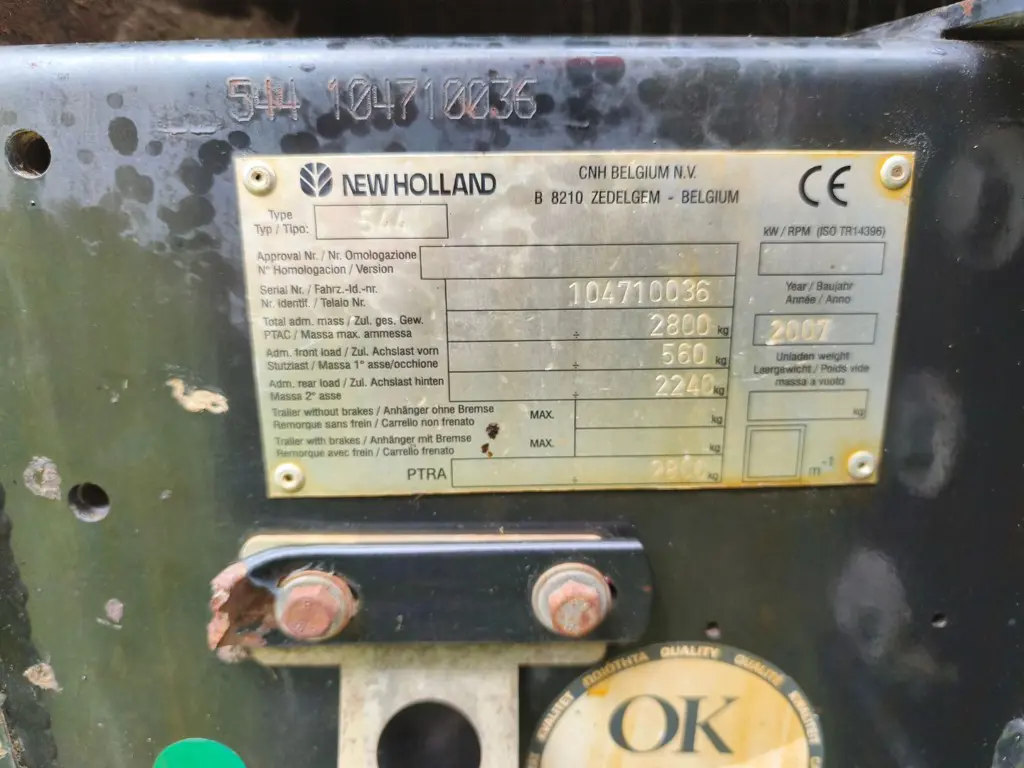 544 104710036
NEW HOLLAND
CNH BELGIUM N.V.
B 8210 ZEDELGEM - BELGIUM
CE
Type
Typ / Tipo:
544
kW / RPM (ISO TR14396)
Approval Nr. / Nr. Omologazione
N° Homologacion / Version
Serial Nr. / Fahrz.-Id.-nr.
Nr. identif. / Telaio Nr.
104710036
Year / Baujahr
Année / Anno
2007
Total adm. mass / Zul. ges. Gew.
PTAC / Massa max. ammessa
÷ 2800 kg
Adm. front load / Zul. Achslast vorn
Stutzlast / Massa 1° asse/occhione
÷ 560 kg
Unladen weight
Leergewicht / Poids vide
massa a vuoto
kg
Adm. rear load / Zul. Achslast hinten
Massa 2° asse
÷ 2240 kg
Trailer without brakes / Anhänger ohne Bremse
Remorque sans frein / Carrello non frenato
MAX.
kg
Trailer with brakes / Anhänger mit Bremse
Remorque avec frein / Carrello frenato
MAX.
kg
m⁻¹
PTRA
÷ 2800 kg
KVALITET ΠΟΙΌΤΗΤΑ QUALITY QUALITÉ
OK